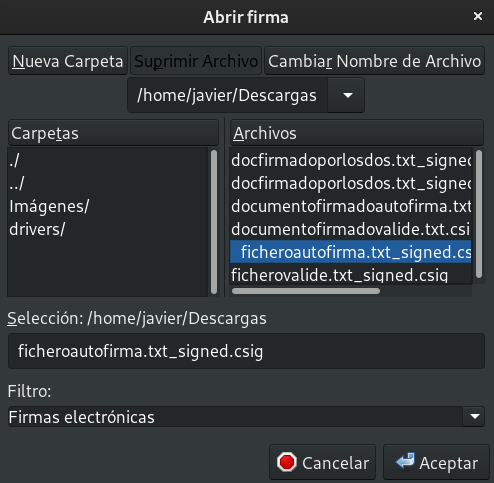 Abrir firma
Nueva Carpeta Suprimir Archivo Cambiar Nombre de Archivo
/home/javier/Descargas
Carpetas
./
../
Imágenes/
drivers/
Archivos
docfirmadoporlosdos.txt_signed
docfirmadoporlosdos.txt_signed
documentofirmadoautofirma.txt
documentofirmadovalide.txt.csi
ficheroautofirma.txt_signed.cs
ficherovalide.txt_signed.csig
Selección: /home/javier/Descargas
ficheroautofirma.txt_signed.csig
Filtro:
Firmas electrónicas
Cancelar Aceptar